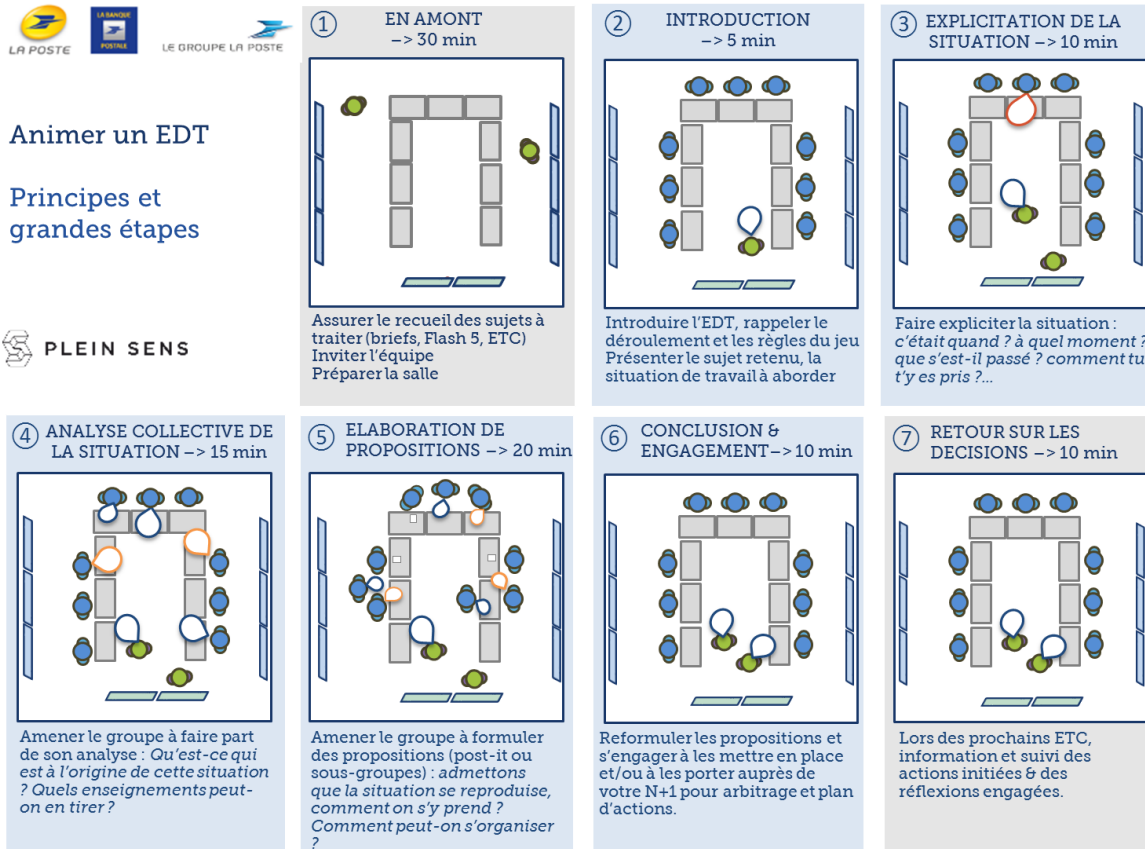 LA POSTE
LA BANQUE
POSTALE
LE GROUPE LA POSTE
Animer un EDT
Principes et
grandes étapes
PLEIN SENS
1 EN AMONT
–> 30 min
Assurer le recueil des sujets à
traiter (briefs, Flash 5, ETC)
Inviter l'équipe
Préparer la salle
2 INTRODUCTION
–> 5 min
Introduire l'EDT, rappeler le
déroulement et les règles du jeu
Présenter le sujet retenu, la
situation de travail à aborder
3 EXPLICITATION DE LA
SITUATION –> 10 min
Faire expliciter la situation :
c'était quand ? à quel moment ?
que s'est-il passé ? comment tu
t'y es pris ?...
4 ANALYSE COLLECTIVE DE
LA SITUATION –> 15 min
Amener le groupe à faire part
de son analyse : Qu'est-ce qui
est à l'origine de cette situation
? Quels enseignements peut-
on en tirer ?
5 ELABORATION DE
PROPOSITIONS –> 20 min
Amener le groupe à formuler
des propositions (post-it ou
sous-groupes) : admettons
que la situation se reproduise,
comment on s'y prend ?
Comment peut-on s'organiser
?
6 CONCLUSION &
ENGAGEMENT–> 10 min
Reformuler les propositions et
s'engager à les mettre en place
et/ou à les porter auprès de
votre N+1 pour arbitrage et plan
d'actions.
7 RETOUR SUR LES
DECISIONS –> 10 min
Lors des prochains ETC,
information et suivi des
actions initiées & des
réflexions engagées.